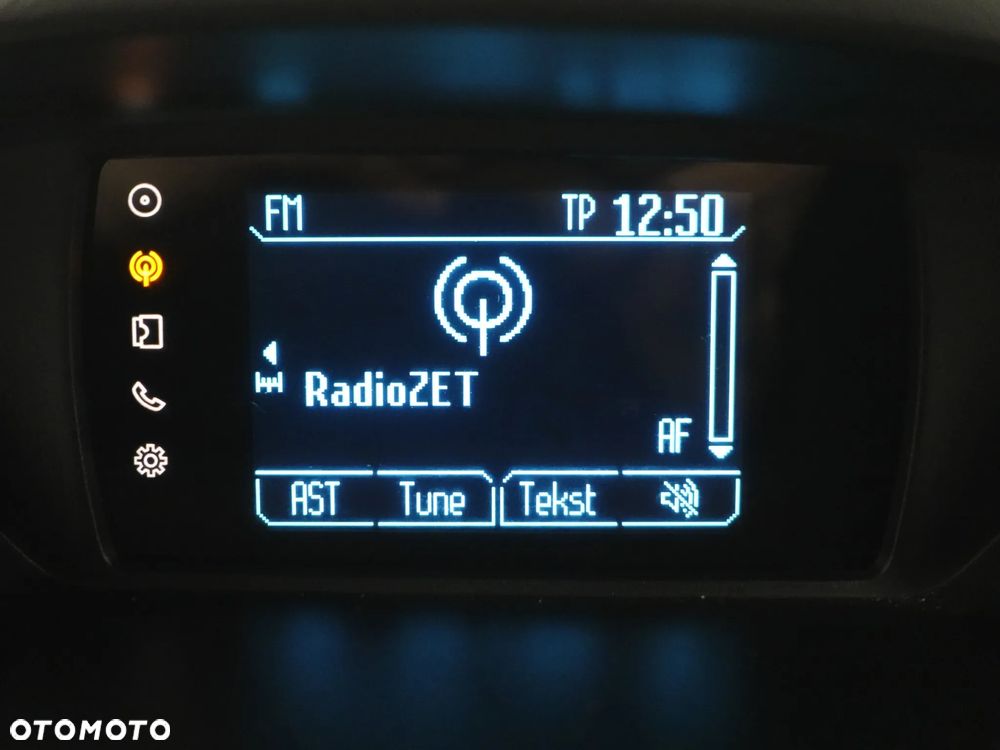 FM TP 12:50
RadioZET
AF
AST Tune Tekst
OTOMOTO